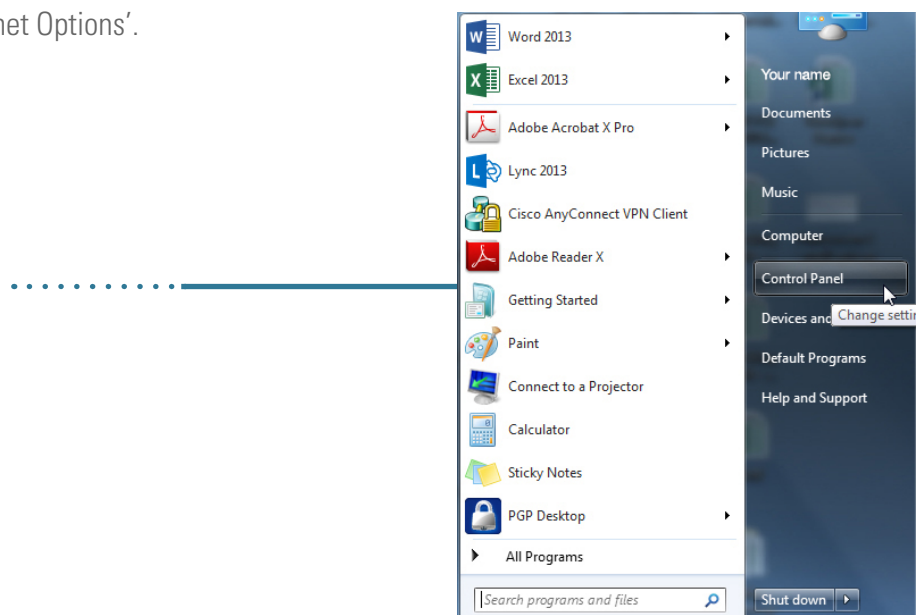 net Options'.
Word 2013
Excel 2013
Adobe Acrobat X Pro
Lync 2013
Cisco AnyConnect VPN Client
Adobe Reader X
Getting Started
Paint
Connect to a Projector
Calculator
Sticky Notes
PGP Desktop
All Programs
Search programs and files
Your name
Documents
Pictures
Music
Computer
Control Panel
Devices and
Change settin
Default Programs
Help and Support
Shut down